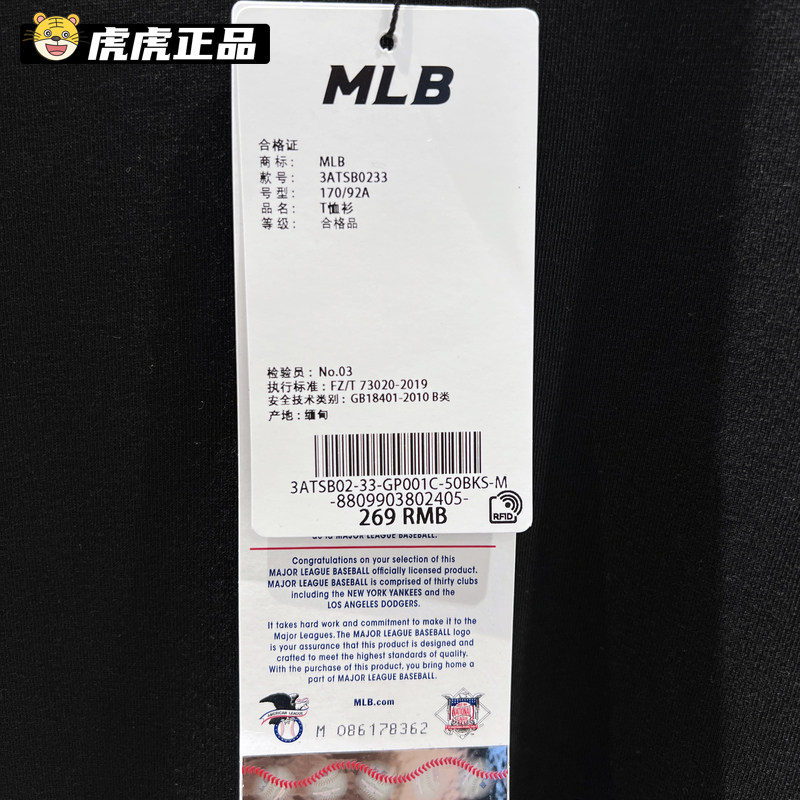 虎虎正品
MLB
合格证
商标: MLB
款号: 3ATSB0233
号型: 170/92A
品名: T恤衫
等级: 合格品
检验员: No.03
执行标准: FZ/T 73020-2019
安全技术类别: GB18401-2010 B类
产地: 缅甸
3ATSB02-33-GP001C-50BKS-M
-8809903802405-
269 RMB
RFID
MAJOR LEAGUE BASEBALL.
Congratulations on your selection of this
MAJOR LEAGUE BASEBALL officially licensed product.
MAJOR LEAGUE BASEBALL is comprised of thirty clubs
including the NEW YORK YANKEES and the
LOS ANGELES DODGERS.
It takes hard work and commitment to make it to the
Major Leagues. The MAJOR LEAGUE BASEBALL logo
is your assurance that this product is designed and
crafted to meet the highest standards of quality.
With the purchase of this product, you bring home a
part of MAJOR LEAGUE BASEBALL.
MLB.com
AMERICAN LEAGUE
M 086178362